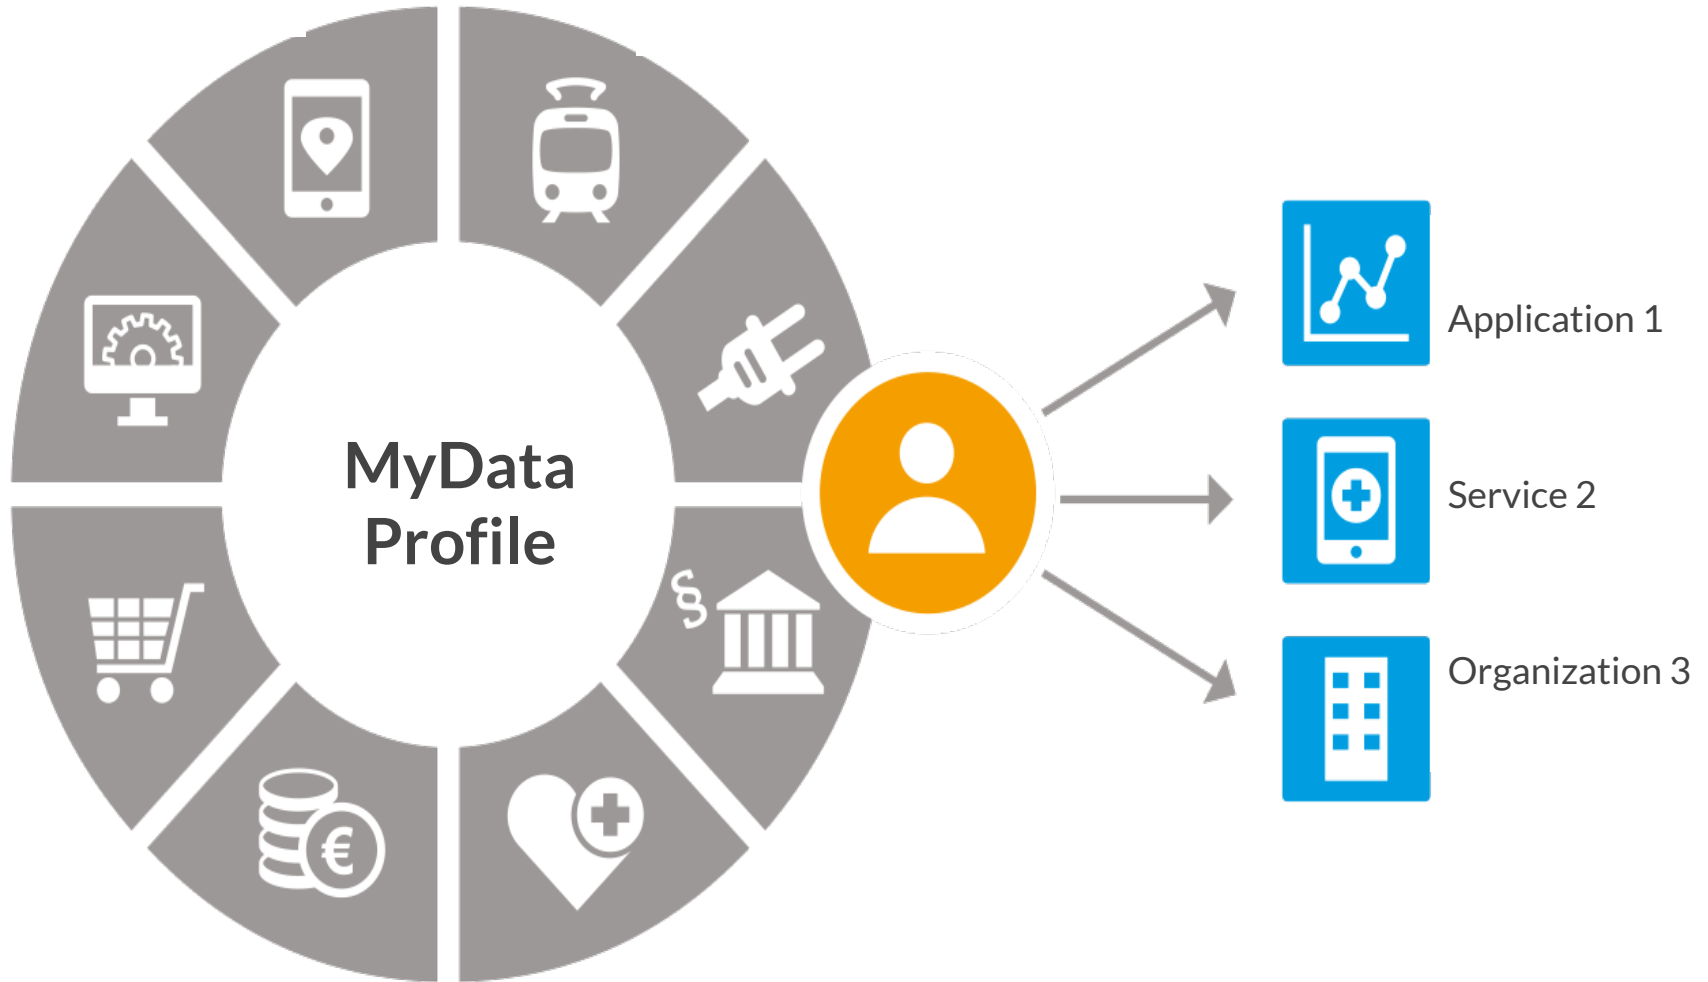 MyData
Profile
§
€
Application 1
Service 2
Organization 3